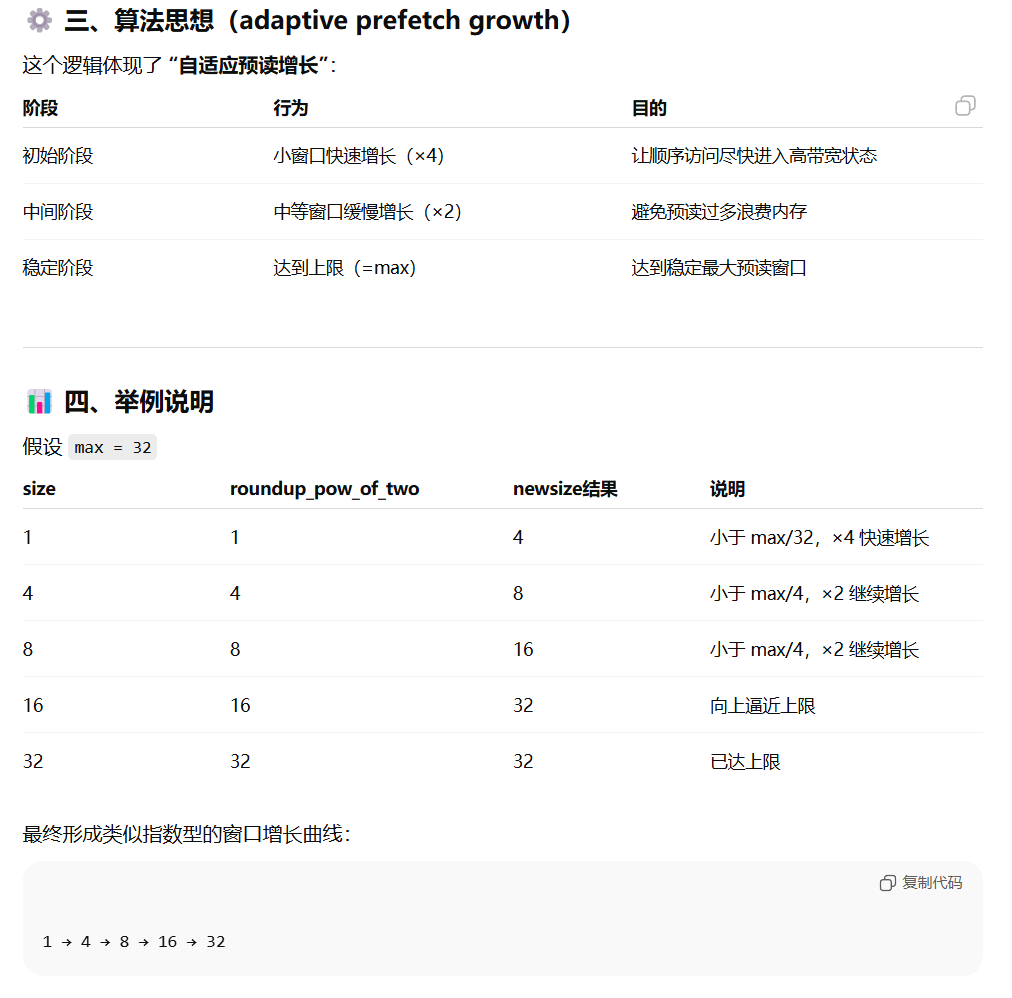 三、算法思想（adaptive prefetch growth）
这个逻辑体现了 “自适应预读增长”：
阶段 行为 目的
初始阶段 小窗口快速增长（×4） 让顺序访问尽快进入高带宽状态
中间阶段 中等窗口缓慢增长（×2） 避免预读过多浪费内存
稳定阶段 达到上限（=max） 达到稳定最大预读窗口
四、举例说明
假设 max = 32
size roundup_pow_of_two newsize结果 说明
1 1 4 小于 max/32，×4 快速增长
4 4 8 小于 max/4，×2 继续增长
8 8 16 小于 max/4，×2 继续增长
16 16 32 向上逼近上限
32 32 32 已达上限
最终形成类似指数型的窗口增长曲线：
复制代码
1 → 4 → 8 → 16 → 32